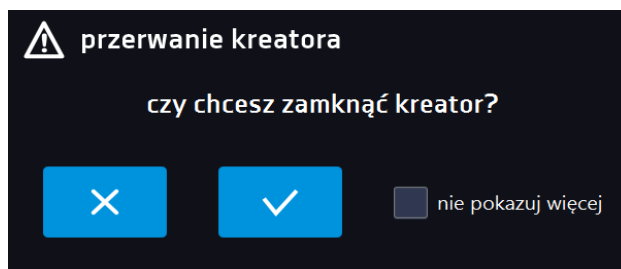 przerwanie kreatora
czy chcesz zamknąć kreator?
nie pokazuj więcej